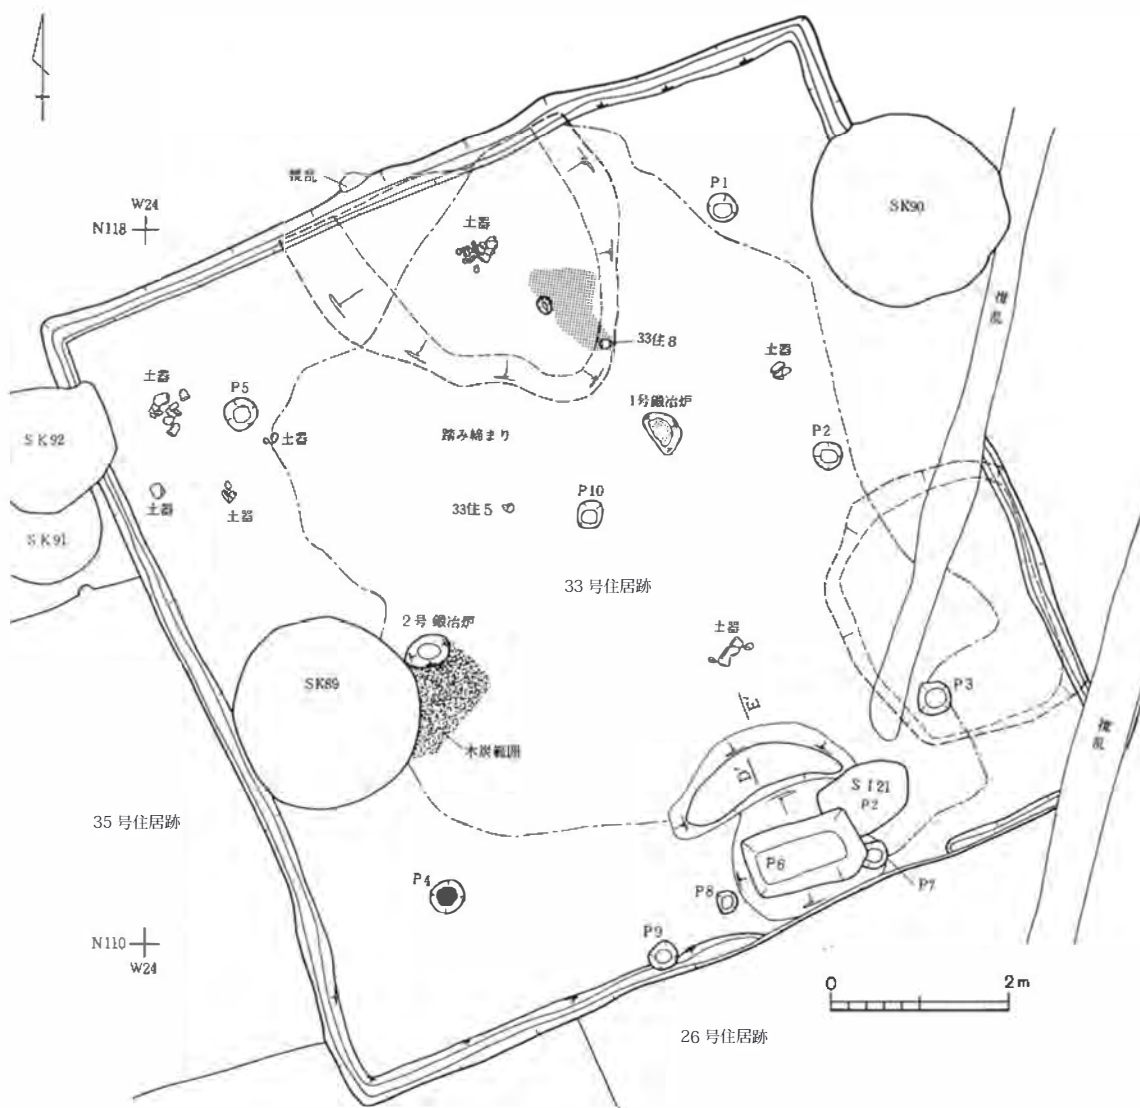 攪乱
W24
N118
土器
P1
SK90
攪乱
33住8
土器
土器
P5
1号鍛冶炉
SK92
土器
踏み締まり
P2
土器
土器
33住5
P10
SK91
33号住居跡
2号鍛冶炉
土器
SK89
P3
E'
攪乱
木炭範囲
D'
SI21
P2
35号住居跡
P6
P4
P7
P8
P9
N110
W24
0 2m
26号住居跡